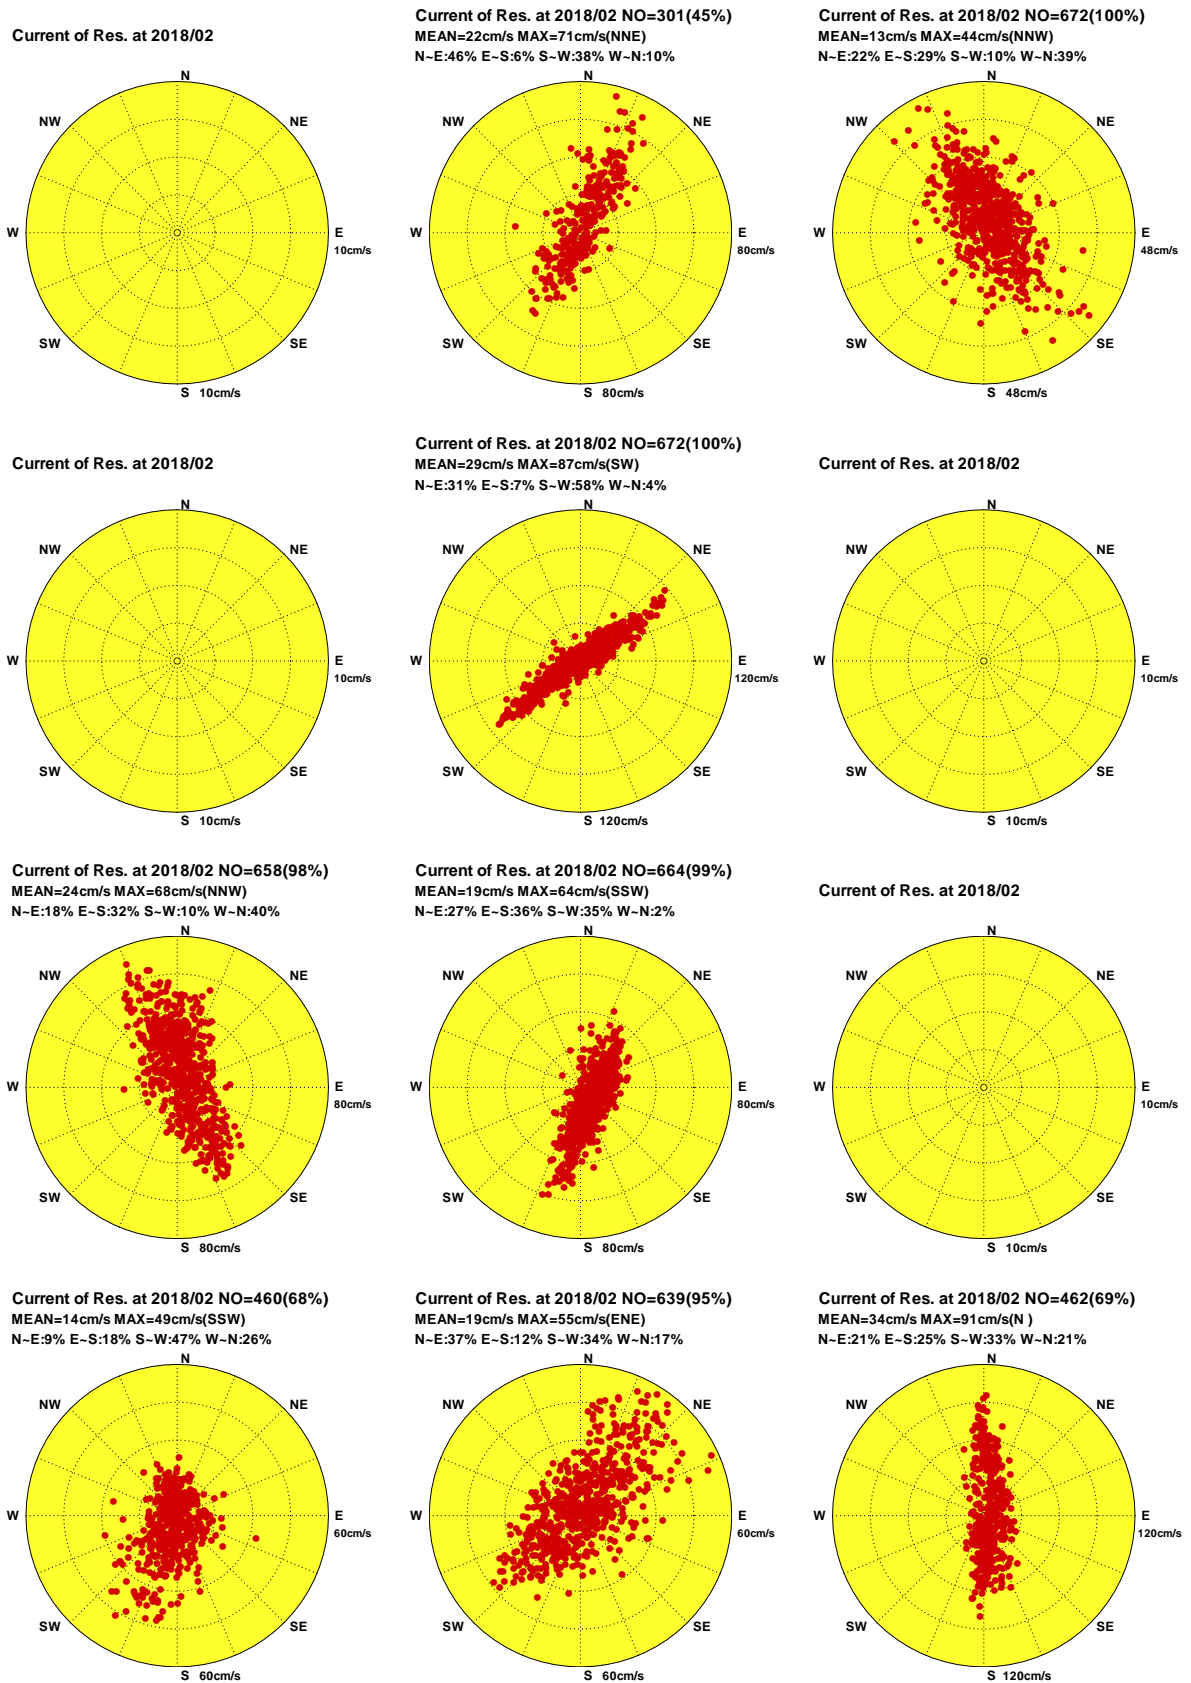 Current of Res. at 2018/02
N
NW
NE
W
E
10cm/s
SW
SE
S 10cm/s
Current of Res. at 2018/02 NO=301(45%)
MEAN=22cm/s MAX=71cm/s(NNE)
N~E:46% E~S:6% S~W:38% W~N:10%
N
NW
NE
W
E
80cm/s
SW
SE
S 80cm/s
Current of Res. at 2018/02 NO=672(100%)
MEAN=13cm/s MAX=44cm/s(NNW)
N~E:22% E~S:29% S~W:10% W~N:39%
N
NW
NE
W
E
48cm/s
SW
SE
S 48cm/s
Current of Res. at 2018/02
N
NW
NE
W
E
10cm/s
SW
SE
S 10cm/s
Current of Res. at 2018/02 NO=672(100%)
MEAN=29cm/s MAX=87cm/s(SW)
N~E:31% E~S:7% S~W:58% W~N:4%
N
NW
NE
W
E
120cm/s
SW
SE
S 120cm/s
Current of Res. at 2018/02
N
NW
NE
W
E
10cm/s
SW
SE
S 10cm/s
Current of Res. at 2018/02 NO=658(98%)
MEAN=24cm/s MAX=68cm/s(NNW)
N~E:18% E~S:32% S~W:10% W~N:40%
N
NW
NE
W
E
80cm/s
SW
SE
S 80cm/s
Current of Res. at 2018/02 NO=664(99%)
MEAN=19cm/s MAX=64cm/s(SSW)
N~E:27% E~S:36% S~W:35% W~N:2%
N
NW
NE
W
E
80cm/s
SW
SE
S 80cm/s
Current of Res. at 2018/02
N
NW
NE
W
E
10cm/s
SW
SE
S 10cm/s
Current of Res. at 2018/02 NO=460(68%)
MEAN=14cm/s MAX=49cm/s(SSW)
N~E:9% E~S:18% S~W:47% W~N:26%
N
NW
NE
W
E
60cm/s
SW
SE
S 60cm/s
Current of Res. at 2018/02 NO=639(95%)
MEAN=19cm/s MAX=55cm/s(ENE)
N~E:37% E~S:12% S~W:34% W~N:17%
N
NW
NE
W
E
60cm/s
SW
SE
S 60cm/s
Current of Res. at 2018/02 NO=462(69%)
MEAN=34cm/s MAX=91cm/s(N )
N~E:21% E~S:25% S~W:33% W~N:21%
N
NW
NE
W
E
120cm/s
SW
SE
S 120cm/s